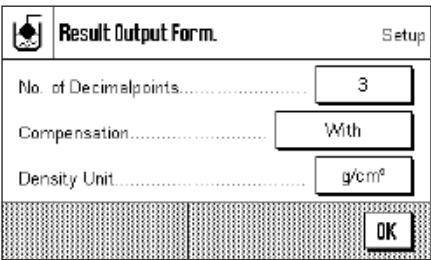 Result Output Form.
Setup
No. of Decimalpoints........................ 3
Compensation........................... With
Density Unit..................................... g/cm³
OK